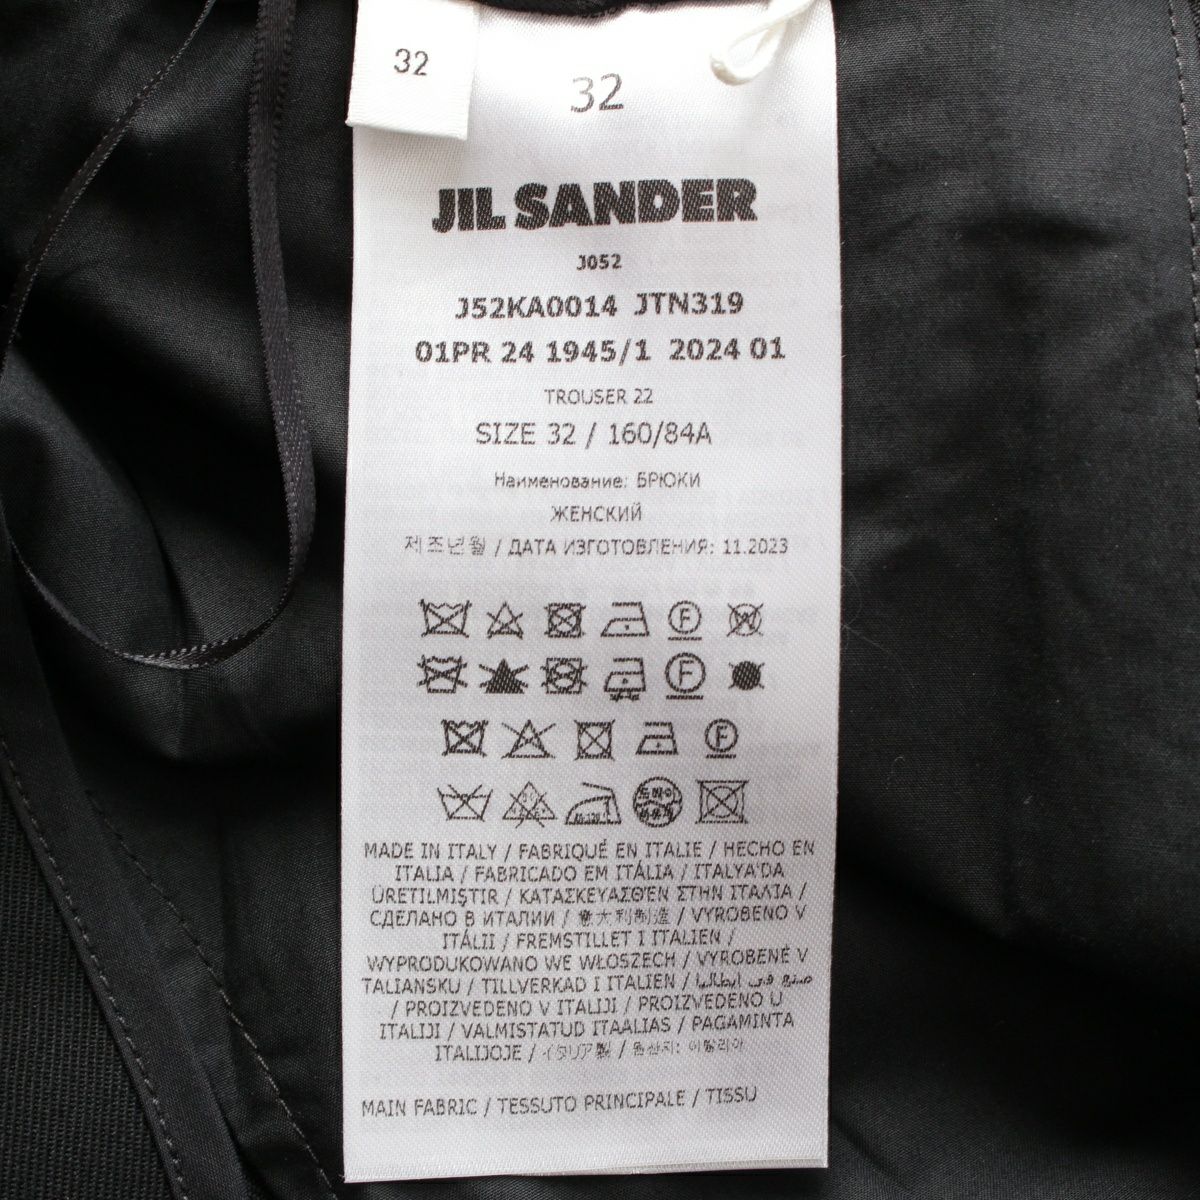 32
32
JIL SANDER
J052
J52KA0014 JTN319
01PR 24 1945/1 2024 01
TROUSER 22
SIZE 32 / 160/84A
Наименование: БРЮКИ
ЖЕНСКИЙ
제조년월 / ДАТА ИЗГОТОВЛЕНИЯ: 11.2023
F W
F
F
MADE IN ITALY / FABRIQUÉ EN ITALIE / HECHO EN
ITALIA / FABRICADO EM ITÁLIA / ITALYA'DA
ÜRETILMIŞTIR / ΚΑΤΑΣΚΕΥΑΣΘΈΝ ΣΤΗΝ ΙΤΑΛΊΑ /
СДЕЛАНО В ИТАЛИИ / 意大利制造 / VYROBENO V
ITÁLII / FREMSTILLET I ITALIEN /
WYPRODUKOWANO WE WŁOSZECH / VYROBENÉ V
TALIANSKU / TILLVERKAD I ITALIEN / صنع في ايطاليا
/ PROIZVEDENO V ITALIJI / PROIZVEDENO U
ITALIJI / VALMISTATUD ITAALIAS / PAGAMINTA
ITALIJOJE / イタリア製 / 원산지: 이탈리아
MAIN FABRIC / TESSUTO PRINCIPALE / TISSU